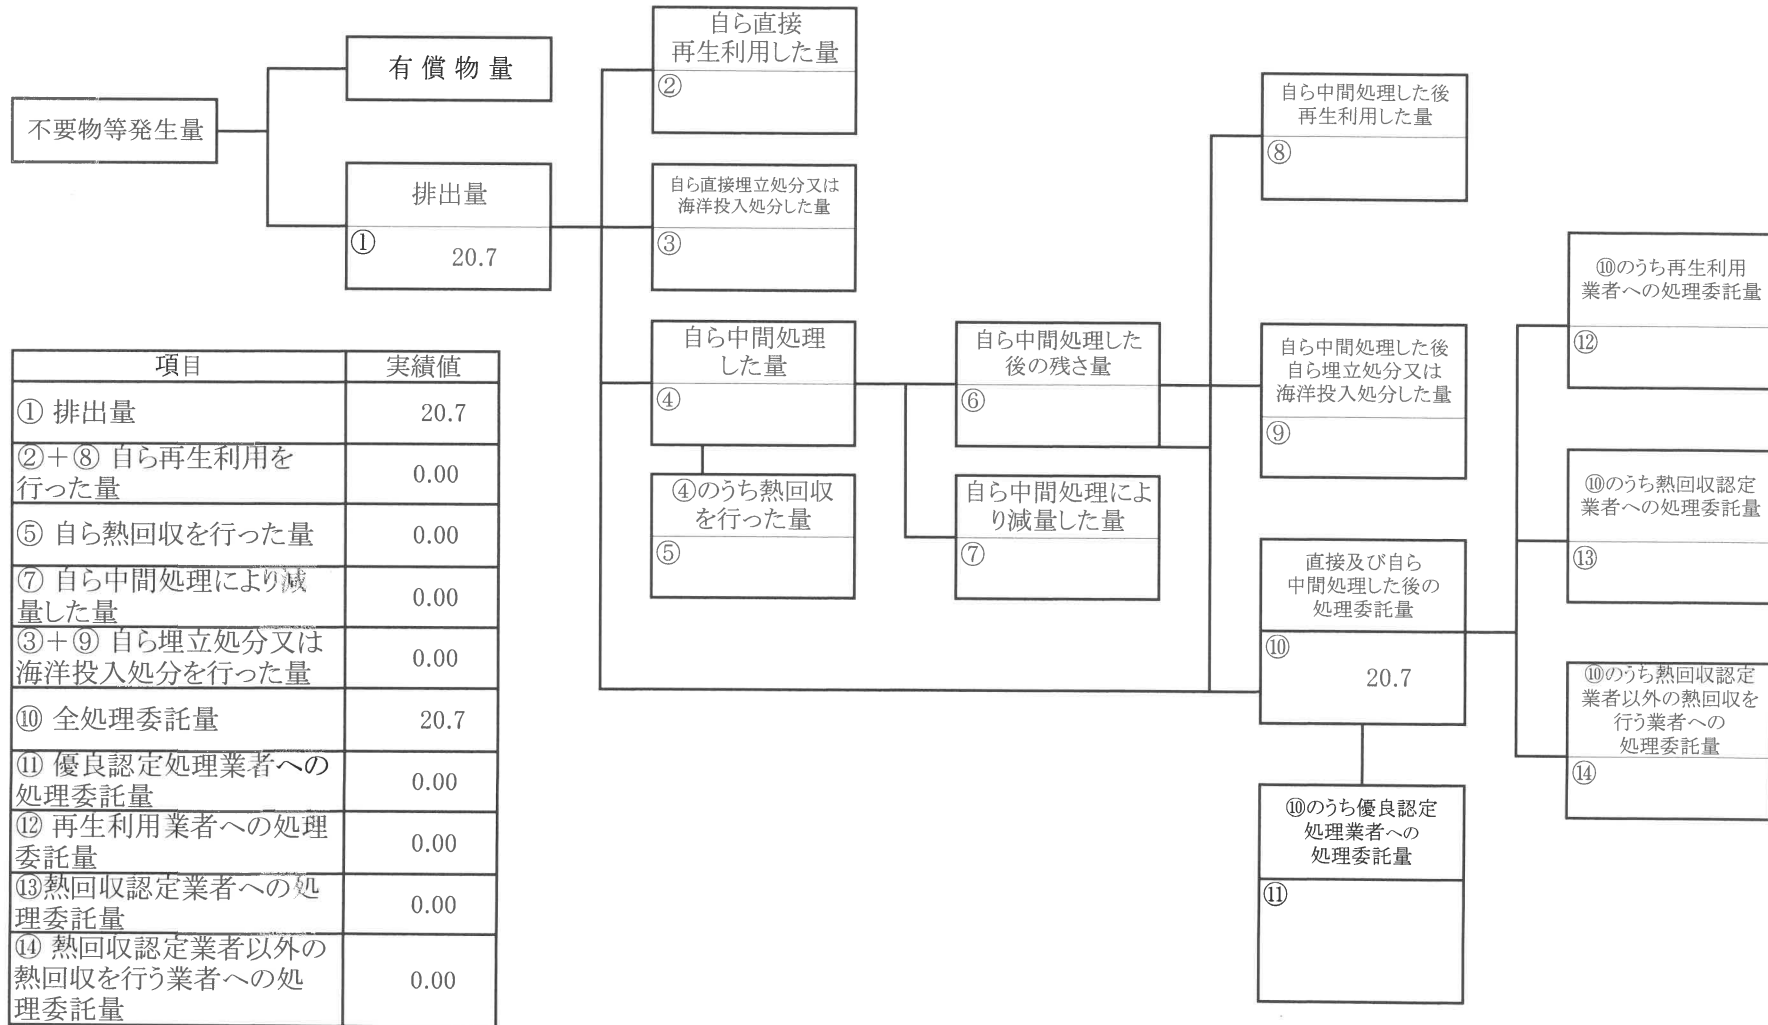 不要物等発生量
有償物量
排出量
①
20.7
自ら直接
再生利用した量
②
自ら直接埋立処分又は
海洋投入処分した量
③
自ら中間処理
した量
④
④のうち熱回収
を行った量
⑤
自ら中間処理した
後の残さ量
⑥
自ら中間処理によ
り減量した量
⑦
自ら中間処理した後
再生利用した量
⑧
自ら中間処理した後
自ら埋立処分又は
海洋投入処分した量
⑨
直接及び自ら
中間処理した後の
処理委託量
⑩
20.7
⑩のうち優良認定
処理業者への
処理委託量
⑪
⑩のうち再生利用
業者への処理委託量
⑫
⑩のうち熱回収認定
業者への処理委託量
⑬
⑩のうち熱回収認定
業者以外の熱回収を
行う業者への
処理委託量
⑭
項目 実績値
① 排出量 20.7
②+⑧ 自ら再生利用を
行った量 0.00
⑤ 自ら熱回収を行った量 0.00
⑦ 自ら中間処理により減
量した量 0.00
③+⑨ 自ら埋立処分又は
海洋投入処分を行った量 0.00
⑩ 全処理委託量 20.7
⑪ 優良認定処理業者への
処理委託量 0.00
⑫ 再生利用業者への処理
委託量 0.00
⑬熱回収認定業者への処
理委託量 0.00
⑭ 熱回収認定業者以外の
熱回収を行う業者への処
理委託量 0.00